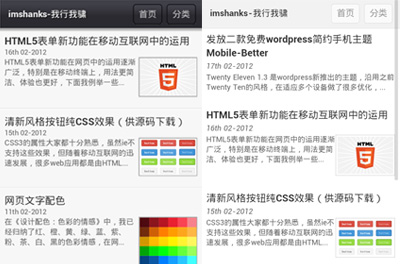 imshanks-我行我骕
首页
分类
HTML5表单新功能在移动互联网中的运用
16th 02-2012
HTML5表单新功能在网页中的运用逐渐
广泛，特别是在移动终端上，用法更简
洁、体验也更好，下面我例举一些...
HTML
5
清新风格按钮纯CSS效果（供源码下载）
15th 02-2012
CSS3的属性大家都十分熟悉，虽然ie不
支持这些效果，但随着移动互联网的迅
速发展，很多web应用都是由HTML...
网页文字配色
11th 02-2012
在《设计配色：色彩的情感》中，我已
经归纳了红、橙、黄、绿、蓝、紫、
粉、茶、白、黑的色彩情感，在网...
imshanks-我行我骕
首页
分类
发放二款免费wordpress简约手机主题
Mobile-Better
17th 02-2012
Twenty Eleven 1.3 是wordpress新推出的主题，沿用之前
Twenty Ten的风格，在适应多个设备做了很多优化，...
HTML5表单新功能在移动互联网中的运用
16th 02-2012
HTML5表单新功能在网页中的运用逐渐
广泛，特别是在移动终端上，用法更简
洁、体验也更好，下面我例举一些...
HTML
5
清新风格按钮纯CSS效果（供源码下载）
15th 02-2012
CSS3的属性大家都十分熟悉，虽然ie不
支持这些效果，但随着移动互联网的迅
速发展，很多web应用都是由HTML...